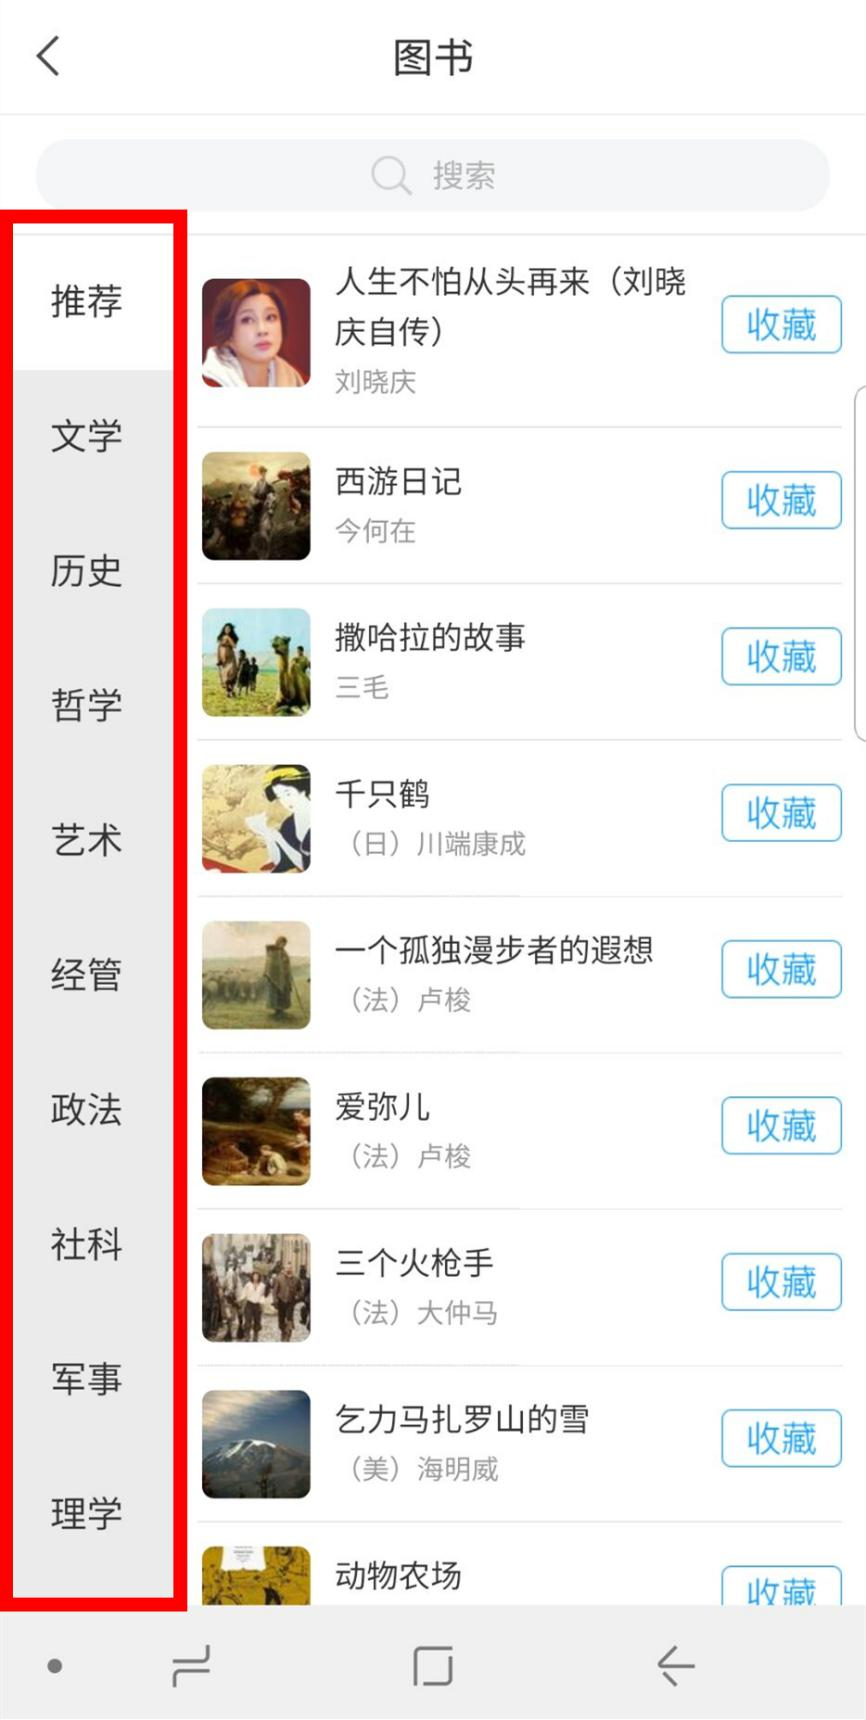 图书
搜索
推荐
文学
历史
哲学
艺术
经管
政法
社科
军事
理学
人生不怕从头再来（刘晓
庆自传）
刘晓庆
收藏
西游日记
今何在
收藏
撒哈拉的故事
三毛
收藏
千只鹤
（日）川端康成
收藏
一个孤独漫步者的遐想
（法）卢梭
收藏
爱弥儿
（法）卢梭
收藏
三个火枪手
（法）大仲马
收藏
乞力马扎罗山的雪
（美）海明威
收藏
动物农场
收藏